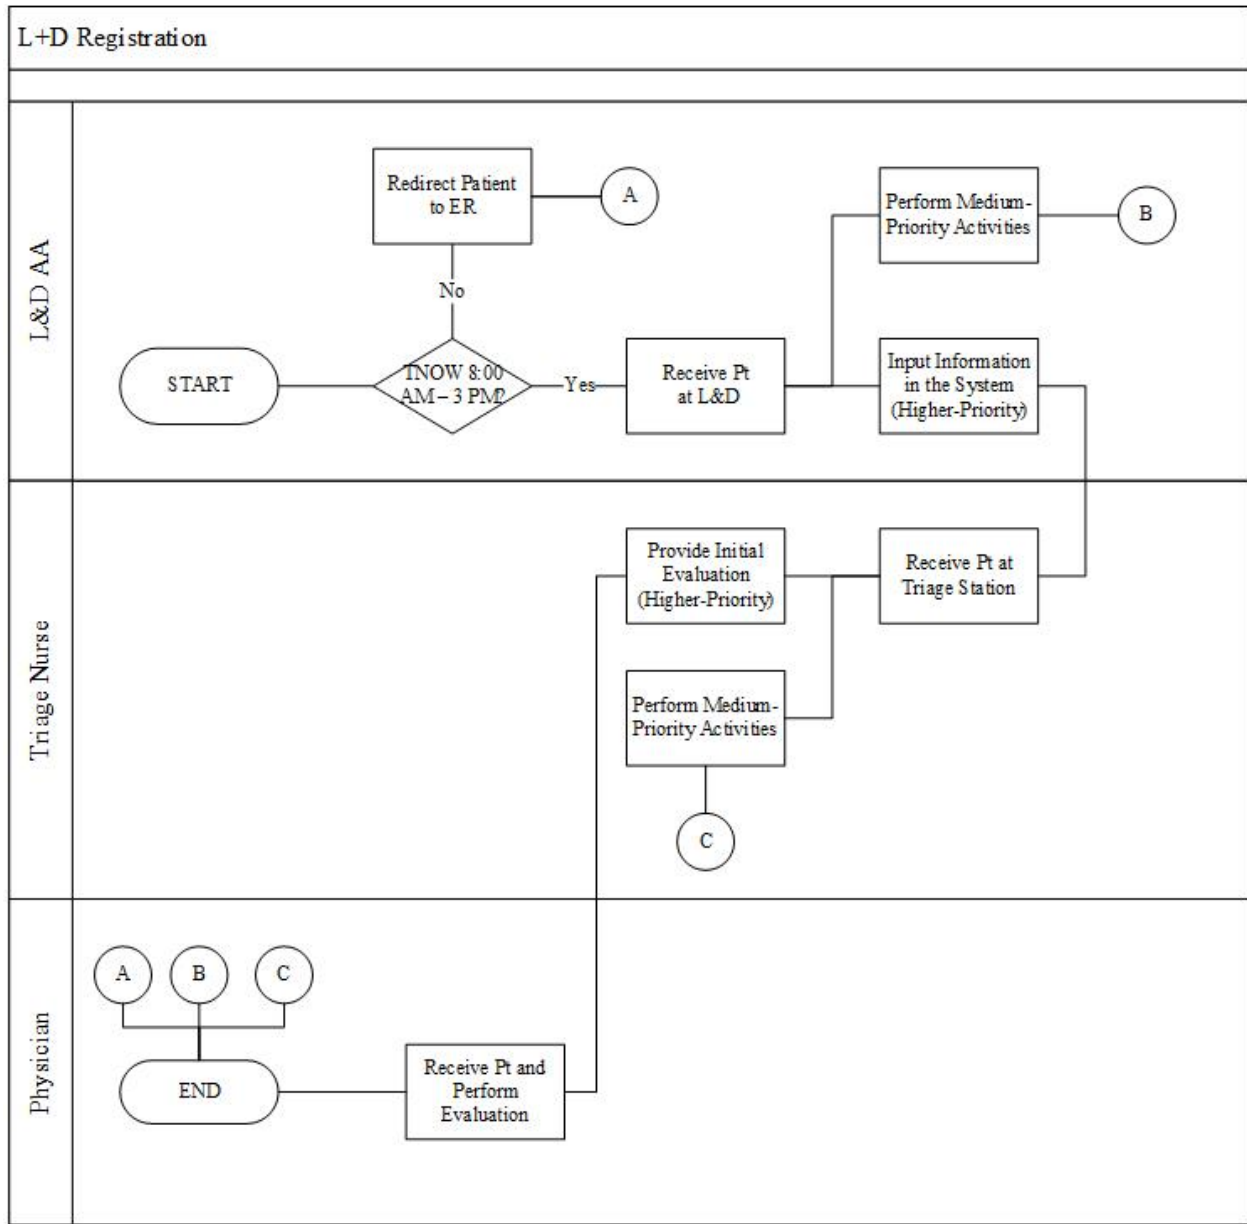 L+D Registration
L&D AA
Redirect Patient
to ER
A
Perform Medium-
Priority Activities
B
No
START
TNOW 8:00
AM – 3 PM?
Yes
Receive Pt
at L&D
Input Information
in the System
(Higher-Priority)
Triage Nurse
Provide Initial
Evaluation
(Higher-Priority)
Receive Pt at
Triage Station
Perform Medium-
Priority Activities
C
Physician
A
B
C
END
Receive Pt and
Perform
Evaluation